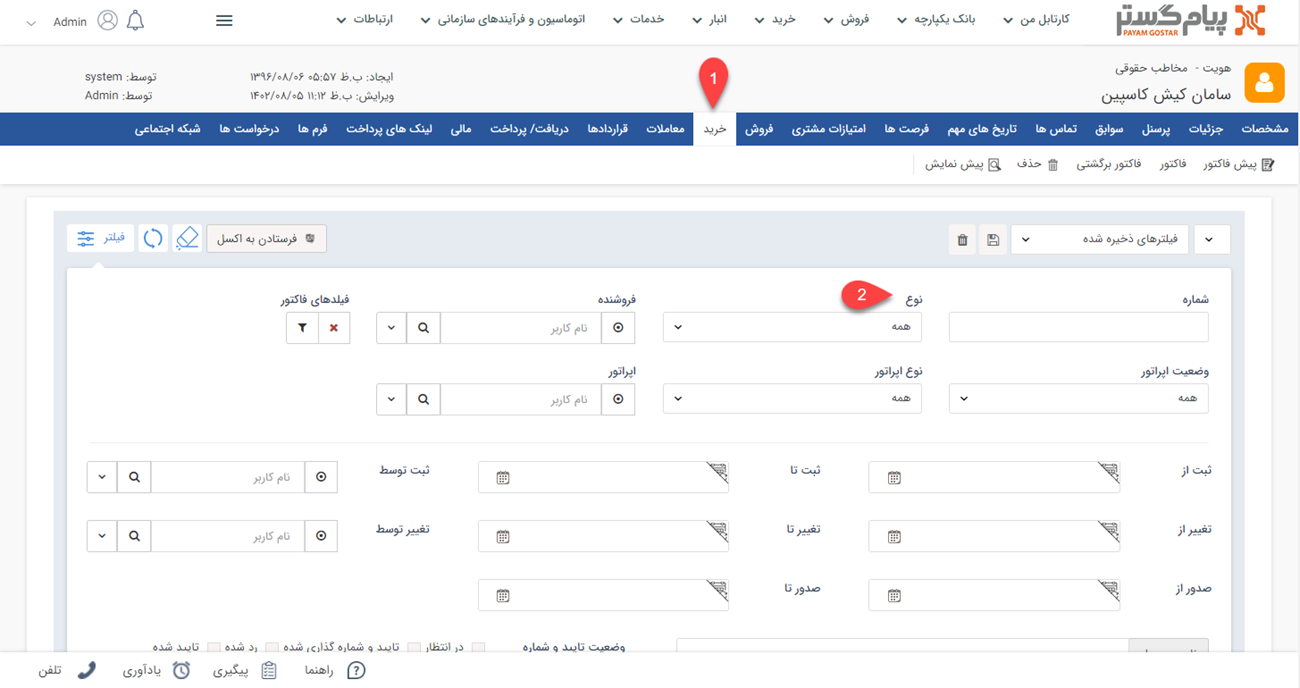 پیام گستر
PAYAM GOSTAR
کارتابل من
بانک یکپارچه
فروش
خرید
انبار
خدمات
اتوماسیون و فرآیندهای سازمانی
ارتباطات
Admin
هویت - مخاطب حقوقی
سامان کیش کاسپین
ایجاد: ب.ظ ۰۵:۵۷ ۱۳۹۶/۰۸/۰۶
توسط: system
ویرایش: ب.ظ ۱۱:۱۲ ۱۴۰۲/۰۸/۰۵
توسط: Admin
1
مشخصات
جزئیات
پرسنل
سوابق
تماس ها
تاریخ های مهم
فرصت ها
امتیازات مشتری
فروش
خرید
معاملات
قراردادها
دریافت/ پرداخت
مالی
لینک های پرداخت
فرم ها
درخواست ها
شبکه اجتماعی
پیش فاکتور
فاکتور
فاکتور برگشتی
حذف
پیش نمایش
فیلترهای ذخیره شده
فرستادن به اکسل
فیلتر
شماره
نوع
2
همه
فروشنده
نام کاربر
فیلدهای فاکتور
وضعیت اپراتور
همه
نوع اپراتور
همه
اپراتور
نام کاربر
ثبت از
ثبت تا
ثبت توسط
نام کاربر
تغییر از
تغییر تا
تغییر توسط
نام کاربر
صدور از
صدور تا
وضعیت تایید و شماره
در انتظار
تایید و شماره گذاری شده
رد شده
تایید شده
راهنما
پیگیری
یادآوری
تلفن